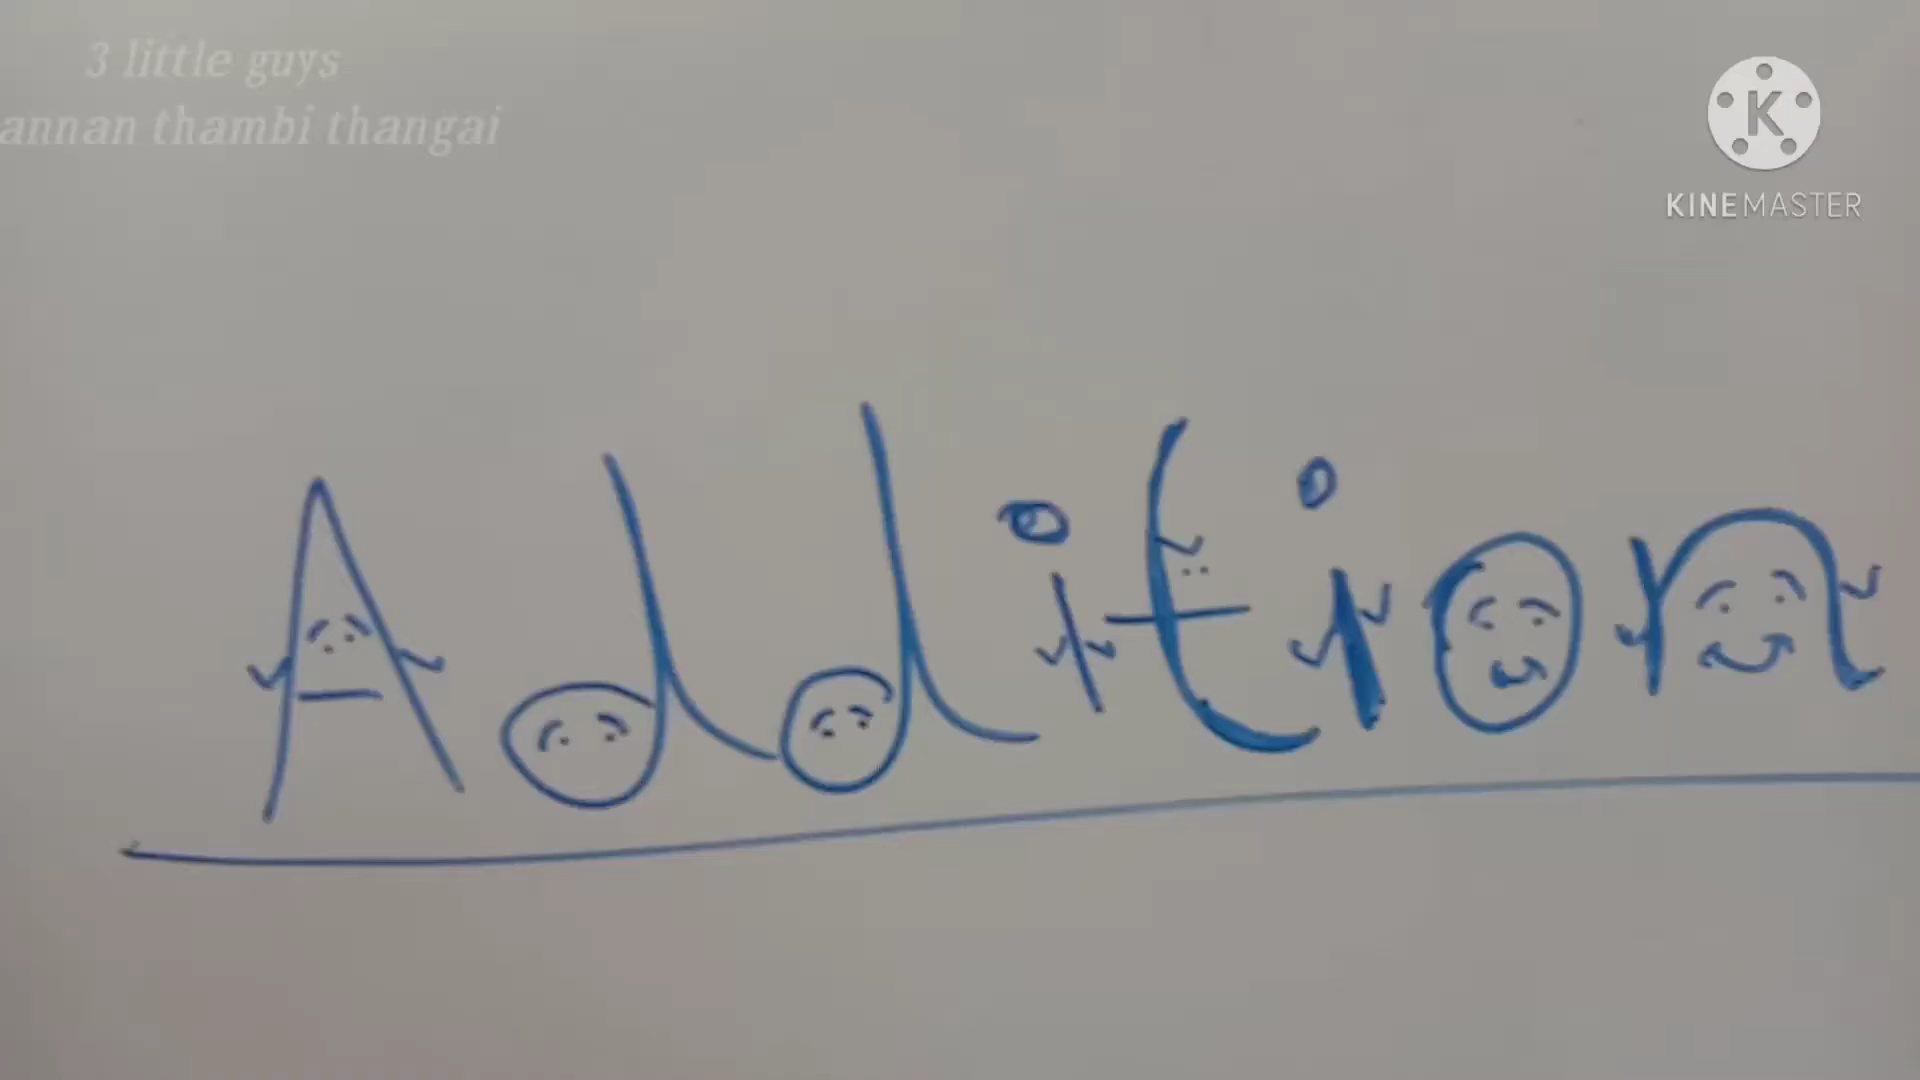 3 little guys
annan thambi thangai
K
KINEMASTER
Addition